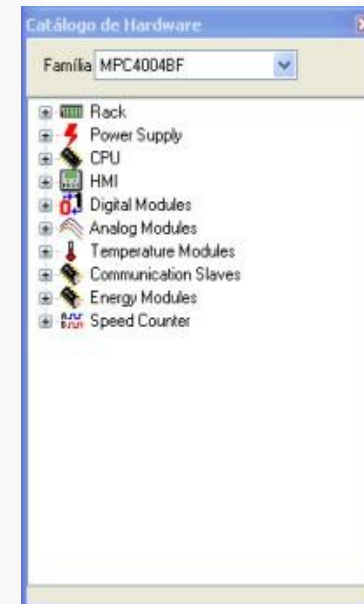 Catálogo de Hardware
Família MPC4004BF
Rack
Power Supply
CPU
HMI
Digital Modules
Analog Modules
Temperature Modules
Communication Slaves
Energy Modules
Speed Counter